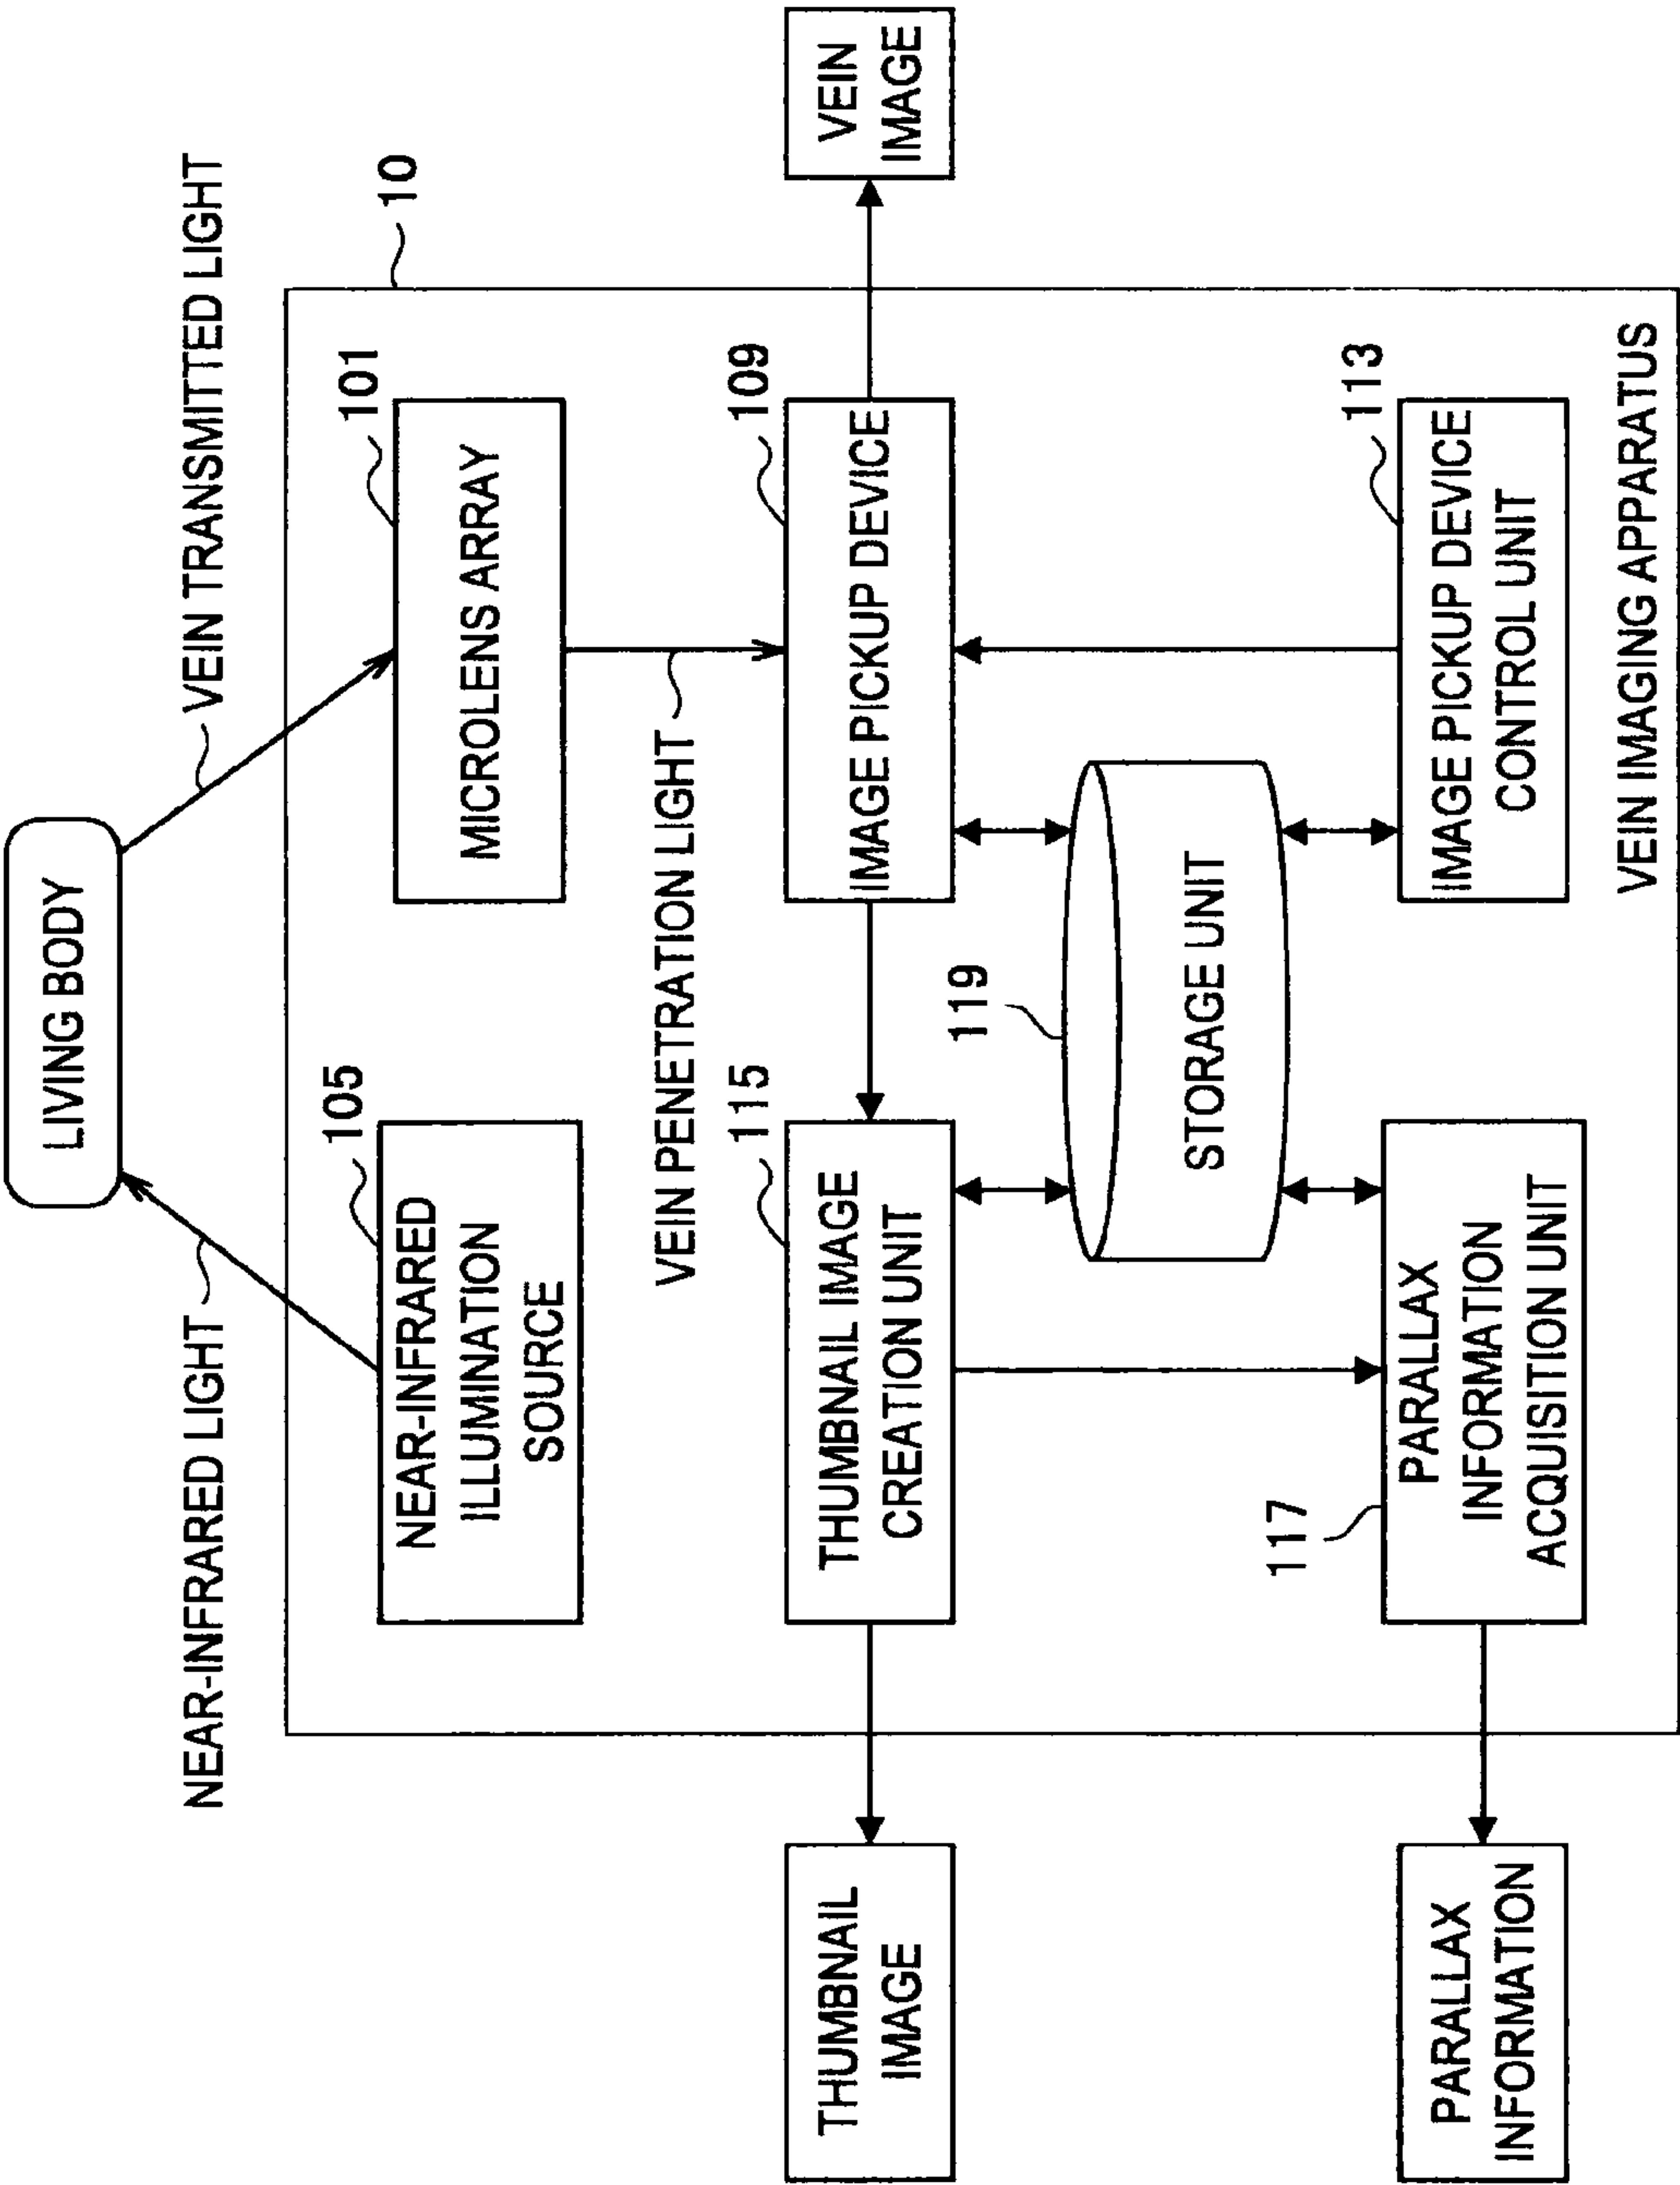 LIVING BODY
NEAR-INFRARED LIGHT
VEIN TRANSMITTED LIGHT
10
105
101
NEAR-INFRARED
ILLUMINATION
SOURCE
MICROLENS ARRAY
VEIN PENETRATION LIGHT
115
109
THUMBNAIL
IMAGE
THUMBNAIL IMAGE
CREATION UNIT
IMAGE PICKUP DEVICE
VEIN
IMAGE
119
STORAGE UNIT
117
113
PARALLAX
INFORMATION
PARALLAX
INFORMATION
ACQUISITION UNIT
IMAGE PICKUP DEVICE
CONTROL UNIT
VEIN IMAGING APPARATUS